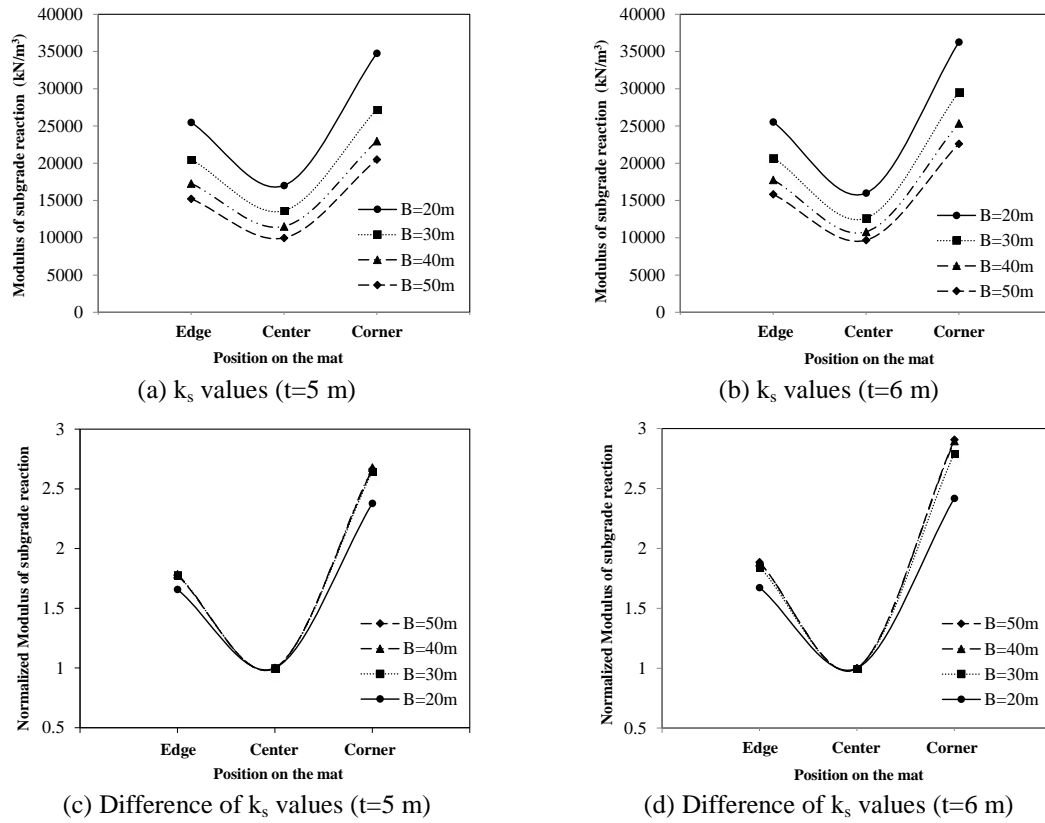 Modulus of subgrade reaction (kN/m³)
40000
35000
30000
25000
20000
15000
10000
5000
0
B=20m
B=30m
B=40m
B=50m
Edge Center Corner
Position on the mat
(a) kₛ values (t=5 m)
Modulus of subgrade reaction (kN/m³)
40000
35000
30000
25000
20000
15000
10000
5000
0
B=20m
B=30m
B=40m
B=50m
Edge Center Corner
Position on the mat
(b) kₛ values (t=6 m)
Normalized Modulus of subgrade reaction
3
2.5
2
1.5
1
0.5
B=50m
B=40m
B=30m
B=20m
Edge Center Corner
Position on the mat
(c) Difference of kₛ values (t=5 m)
Normalized Modulus of subgrade reaction
3
2.5
2
1.5
1
0.5
B=50m
B=40m
B=30m
B=20m
Edge Center Corner
Position on the mat
(d) Difference of kₛ values (t=6 m)